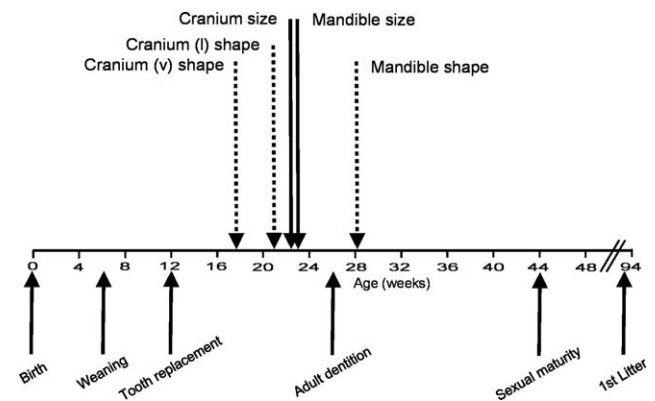 Cranium size
Mandible size
Cranium (l) shape
Cranium (v) shape
Mandible shape
0 4 8 12 16 20 24 28 32 36 40 44 48 94
Age (weeks)
Birth
Weaning
Tooth replacement
Adult dentition
Sexual maturity
1st Litter